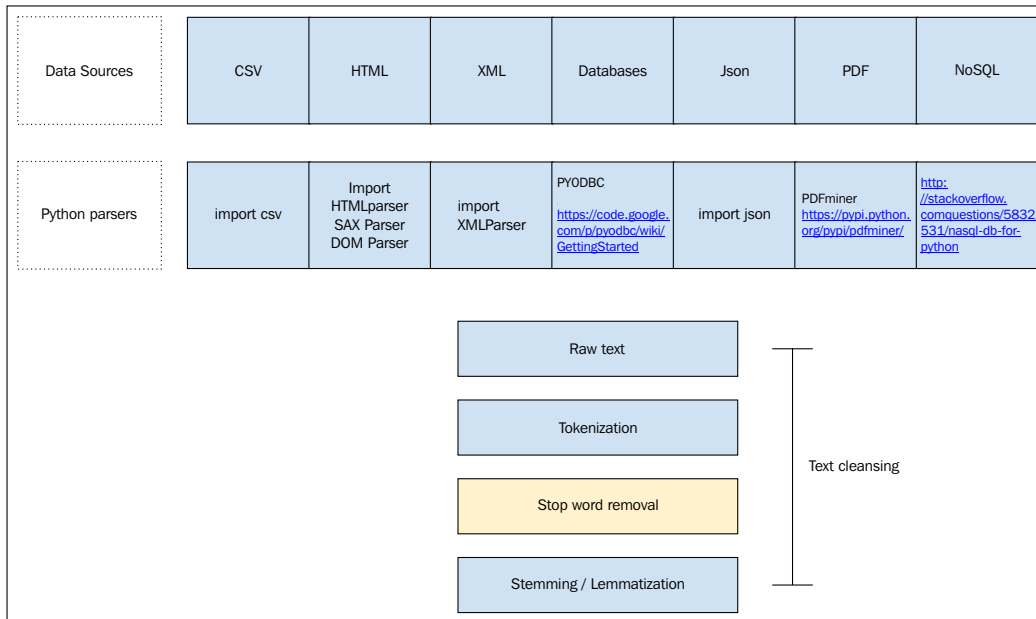 Data Sources
CSV
HTML
XML
Databases
Json
PDF
NoSQL
Python parsers
import csv
Import
HTMLparser
SAX Parser
DOM Parser
import
XMLParser
PYODBC
https://code.google.
com/p/pyodbc/wiki/
GettingStarted
import json
PDFminer
https://pypi.python.
org/pypi/pdfminer/
http:
//stackoverflow.
comquestions/5832
531/nasql-db-for-
python
Raw text
Tokenization
Stop word removal
Stemming / Lemmatization
Text cleansing